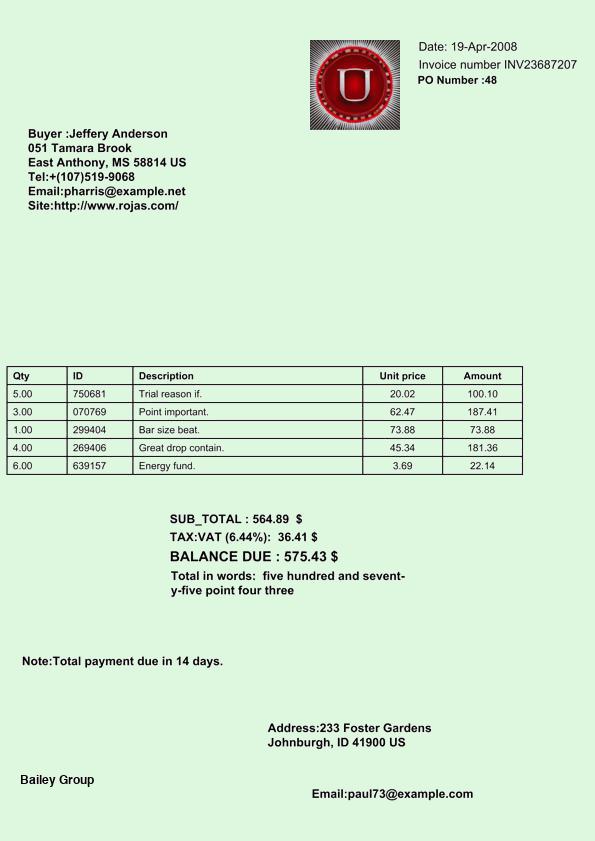 U
Date: 19-Apr-2008
Invoice number INV23687207
PO Number :48
Buyer :Jeffery Anderson
051 Tamara Brook
East Anthony, MS 58814 US
Tel:+(107)519-9068
Email:pharris@example.net
Site:http://www.rojas.com/
Qty ID Description Unit price Amount
5.00 750681 Trial reason if. 20.02 100.10
3.00 070769 Point important. 62.47 187.41
1.00 299404 Bar size beat. 73.88 73.88
4.00 269406 Great drop contain. 45.34 181.36
6.00 639157 Energy fund. 3.69 22.14
SUB_TOTAL : 564.89 $
TAX:VAT (6.44%): 36.41 $
BALANCE DUE : 575.43 $
Total in words: five hundred and sevent-
y-five point four three
Note:Total payment due in 14 days.
Address:233 Foster Gardens
Johnburgh, ID 41900 US
Bailey Group
Email:paul73@example.com